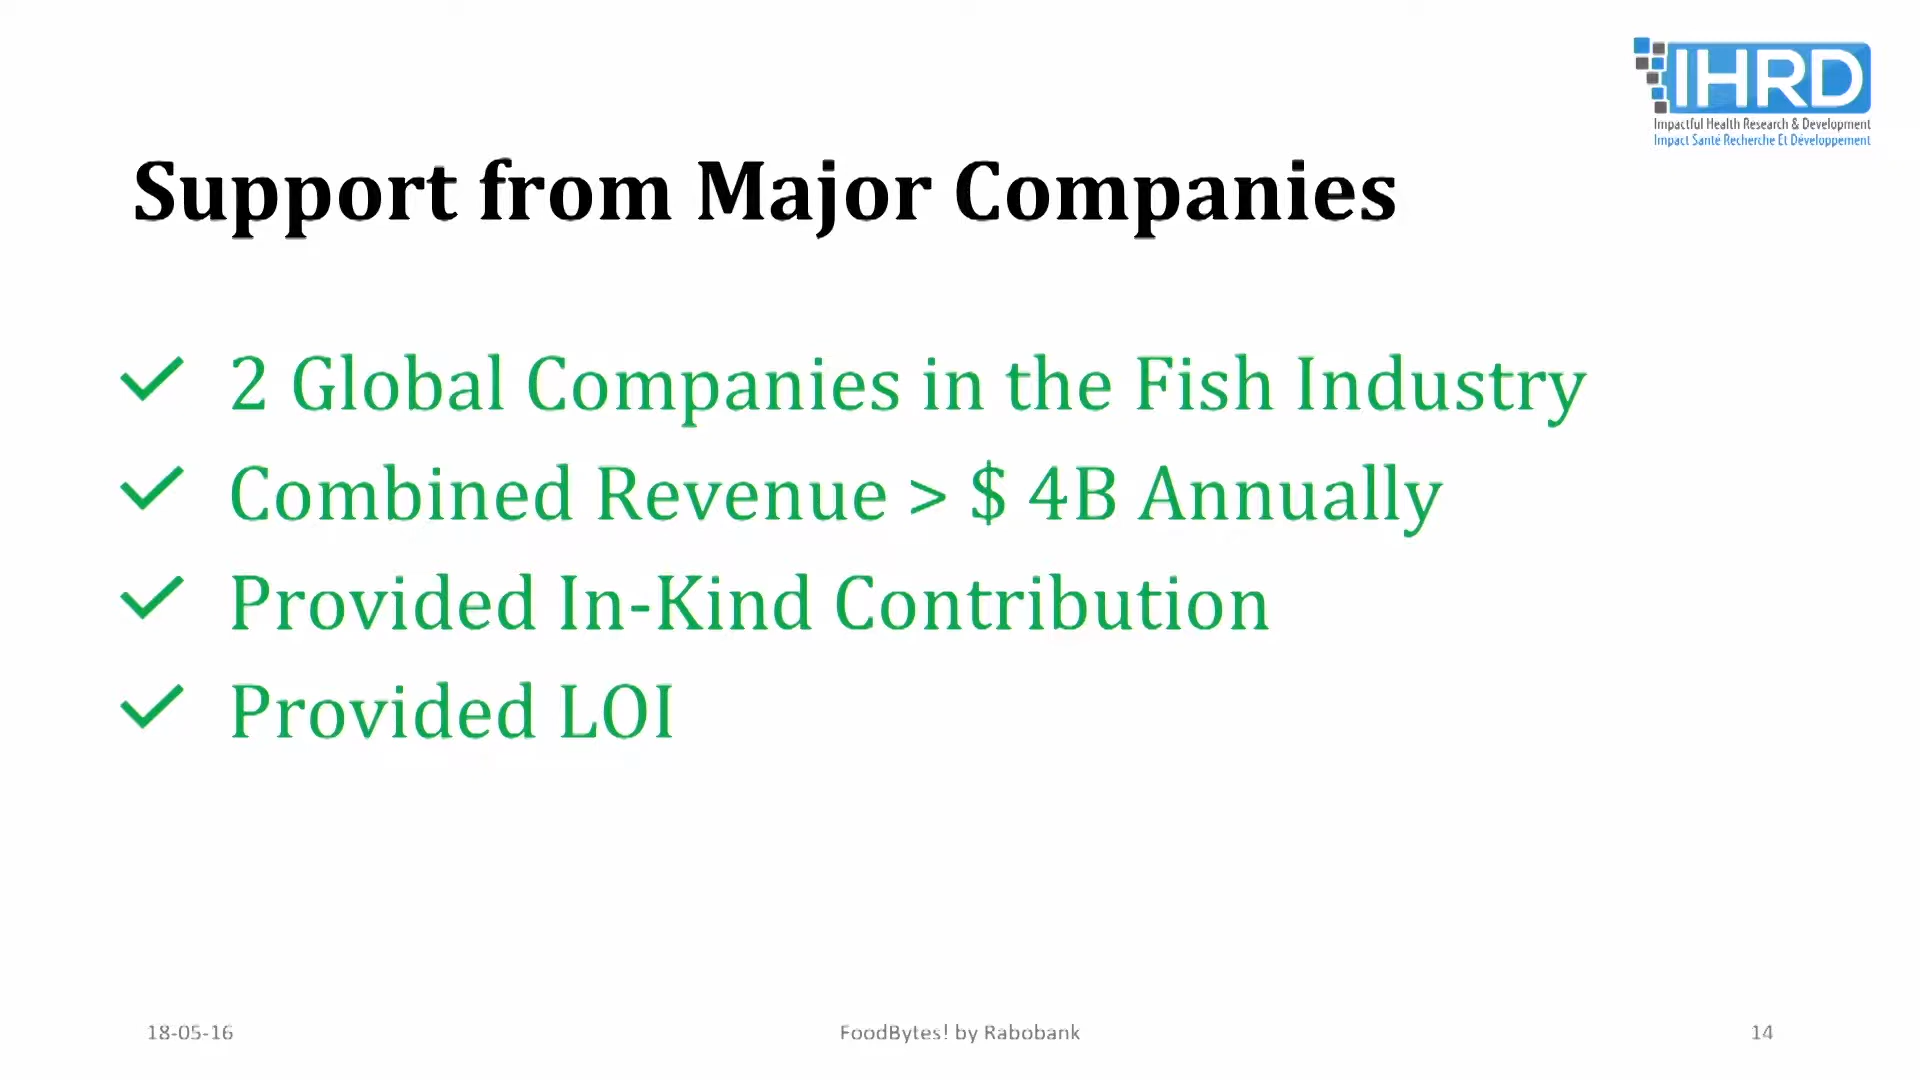 IHRD
Impactful Health Research & Development
Impact Santé Recherche Et Développement
Support from Major Companies
2 Global Companies in the Fish Industry
Combined Revenue > $ 4B Annually
Provided In-Kind Contribution
Provided LOI
18-05-16
FoodBytes! by Rabobank
14